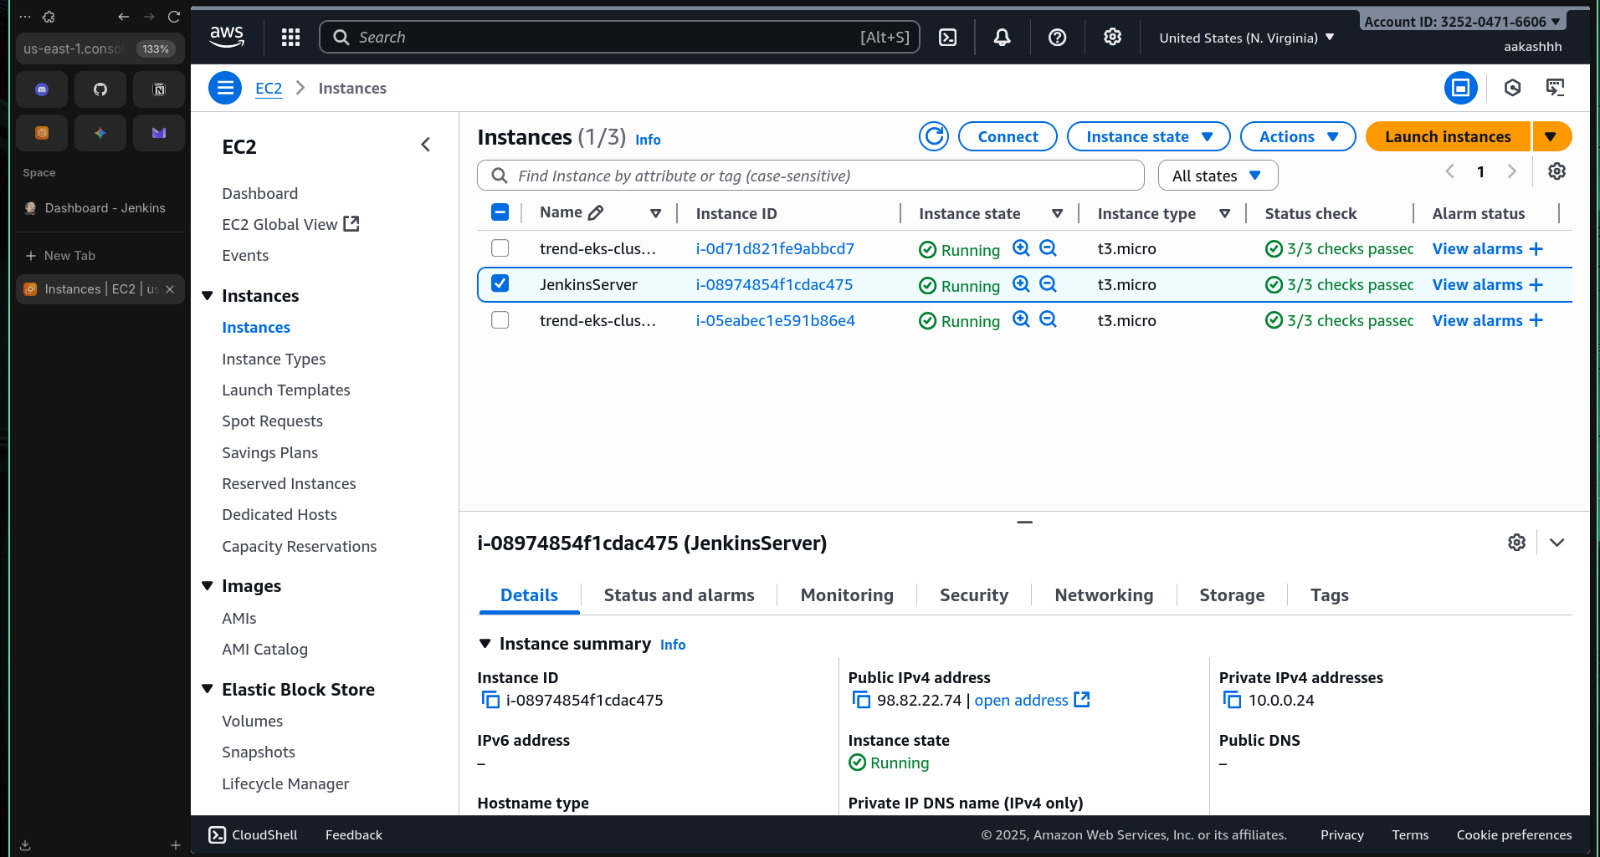 us-east-1.conso
133%
Space
Dashboard - Jenkins
New Tab
Instances | EC2 | us
aws
Search
[Alt+S]
United States (N. Virginia)
Account ID: 3252-0471-6606
aakashhh
EC2
Instances
EC2
Dashboard
EC2 Global View
Events
Instances
Instances
Instance Types
Launch Templates
Spot Requests
Savings Plans
Reserved Instances
Dedicated Hosts
Capacity Reservations
Images
AMIs
AMI Catalog
Elastic Block Store
Volumes
Snapshots
Lifecycle Manager
Instances (1/3) Info
Connect
Instance state
Actions
Launch instances
Find Instance by attribute or tag (case-sensitive)
All states
1
Name
Instance ID
Instance state
Instance type
Status check
Alarm status
trend-eks-clus… i-0d71d821fe9abbcd7 Running t3.micro 3/3 checks passec View alarms +
JenkinsServer i-08974854f1cdac475 Running t3.micro 3/3 checks passec View alarms +
trend-eks-clus… i-05eabec1e591b86e4 Running t3.micro 3/3 checks passec View alarms +
i-08974854f1cdac475 (JenkinsServer)
Details
Status and alarms
Monitoring
Security
Networking
Storage
Tags
Instance summary Info
Instance ID
i-08974854f1cdac475
Public IPv4 address
98.82.22.74 | open address
Private IPv4 addresses
10.0.0.24
IPv6 address
–
Instance state
Running
Public DNS
–
Hostname type
Private IP DNS name (IPv4 only)
CloudShell
Feedback
© 2025, Amazon Web Services, Inc. or its affiliates.
Privacy
Terms
Cookie preferences